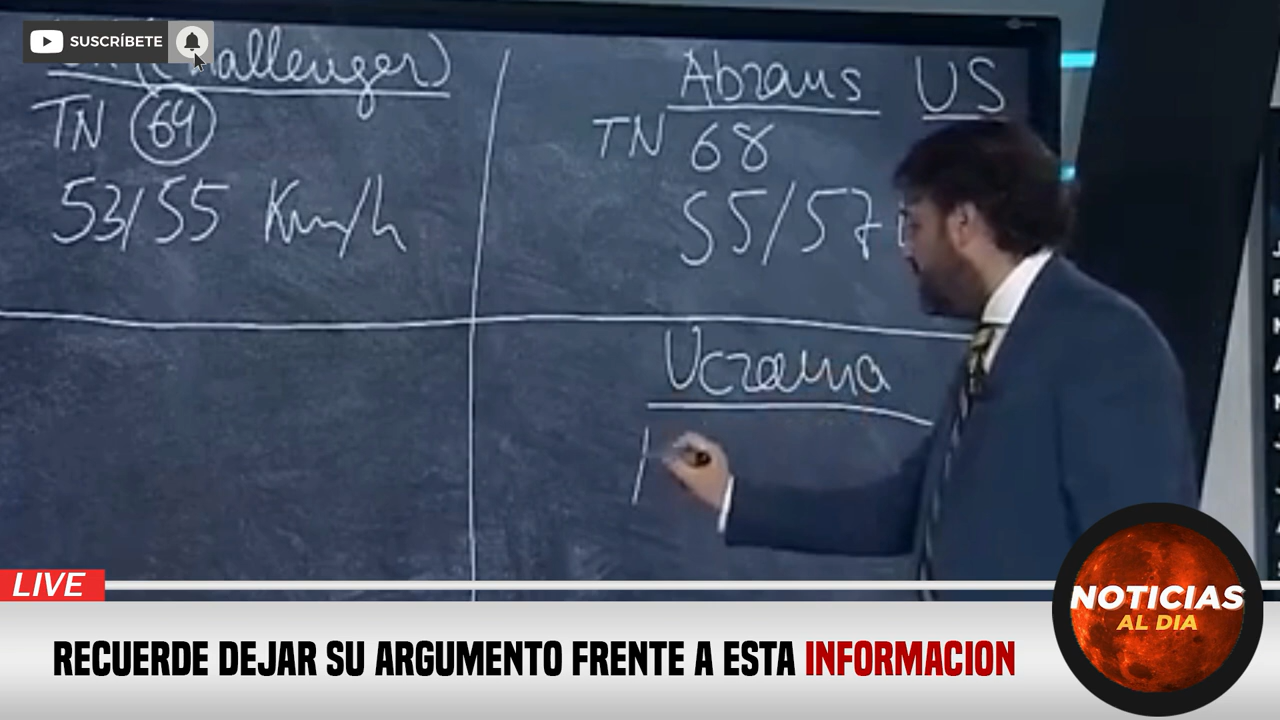 SUSCRÍBETE
(Challenger)
TN 64
53/55 Km/h
Abrams US
TN 68
55/57
Ucrania
LIVE
RECUERDE DEJAR SU ARGUMENTO FRENTE A ESTA INFORMACION
NOTICIAS
AL DIA